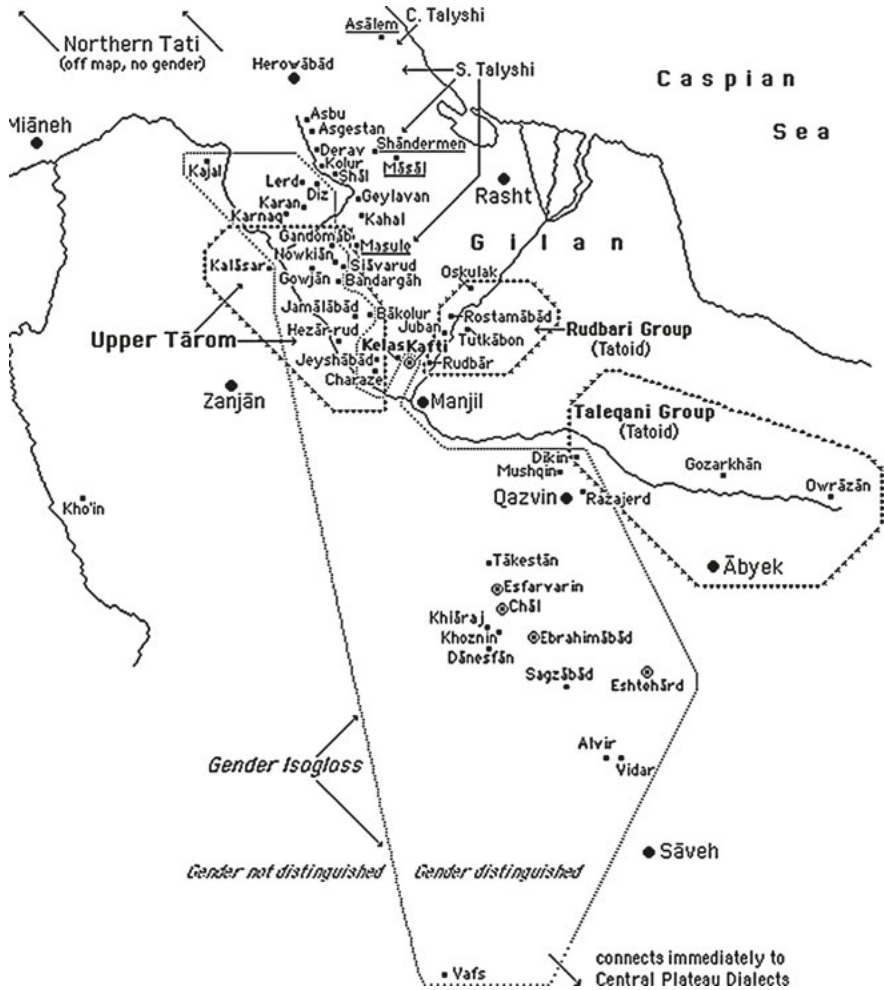 C. Talyshi
Asālem
Northern Tati
(off map, no gender)
Herowābād
S. Talyshi
Caspian
Sea
Miāneh
Asbu
Asgestan
Derav
Kolur
Shāl
Shāndermen
Māsāl
Kajal
Lerd
Diz
Karan
Karnaq
Geylavan
Kahal
Rasht
Gandomāb
Nowkiān
Masule
Siāvarud
Gilan
Kalāsar
Gowjān
Bandargāh
Oskulak
Jamālābād
Bākolur
Rostamābād
Juban
Tutkābon
Rudbari Group
(Tatoid)
Upper Tārom
Hezār-rud
Kelas
Kafti
Jeyshābād
Rudbār
Charaze
Zanjān
Manjil
Taleqani Group
(Tatoid)
Dikin
Mushqin
Gozarkhān
Owrāzān
Qazvin
Razajerd
Kho'in
Tākestān
Ābyek
Esfarvarin
Chāl
Khiāraj
Khoznin
Ebrahimābād
Dānesfān
Sagzābād
Eshtehārd
Alvir
Vidar
Gender Isogloss
Sāveh
Gender not distinguished
Gender distinguished
Vafs
connects immediately to
Central Plateau Dialects